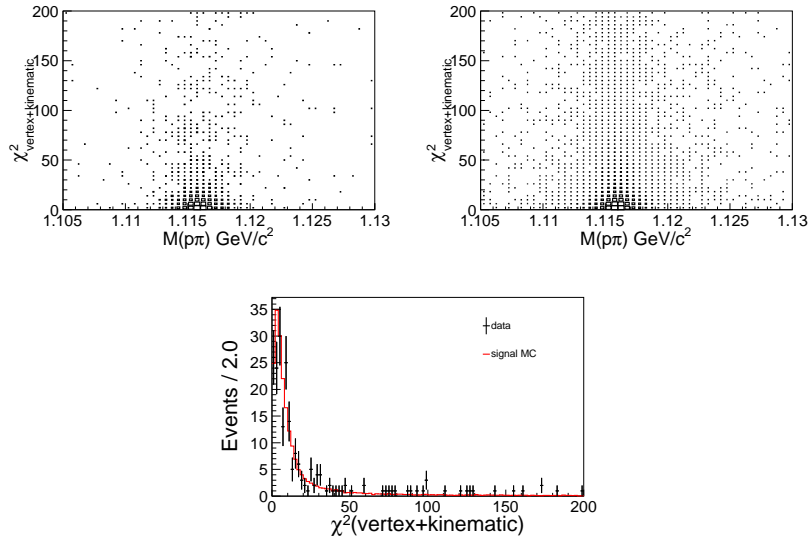 200
150
100
50
0
χ²vertex+kinematic
1.105 1.11 1.115 1.12 1.125 1.13
M(pπ) GeV/c²
200
150
100
50
0
χ²vertex+kinematic
1.105 1.11 1.115 1.12 1.125 1.13
M(pπ) GeV/c²
35
30
25
20
15
10
5
0
Events / 2.0
data
signal MC
0 50 100 150 200
χ²(vertex+kinematic)